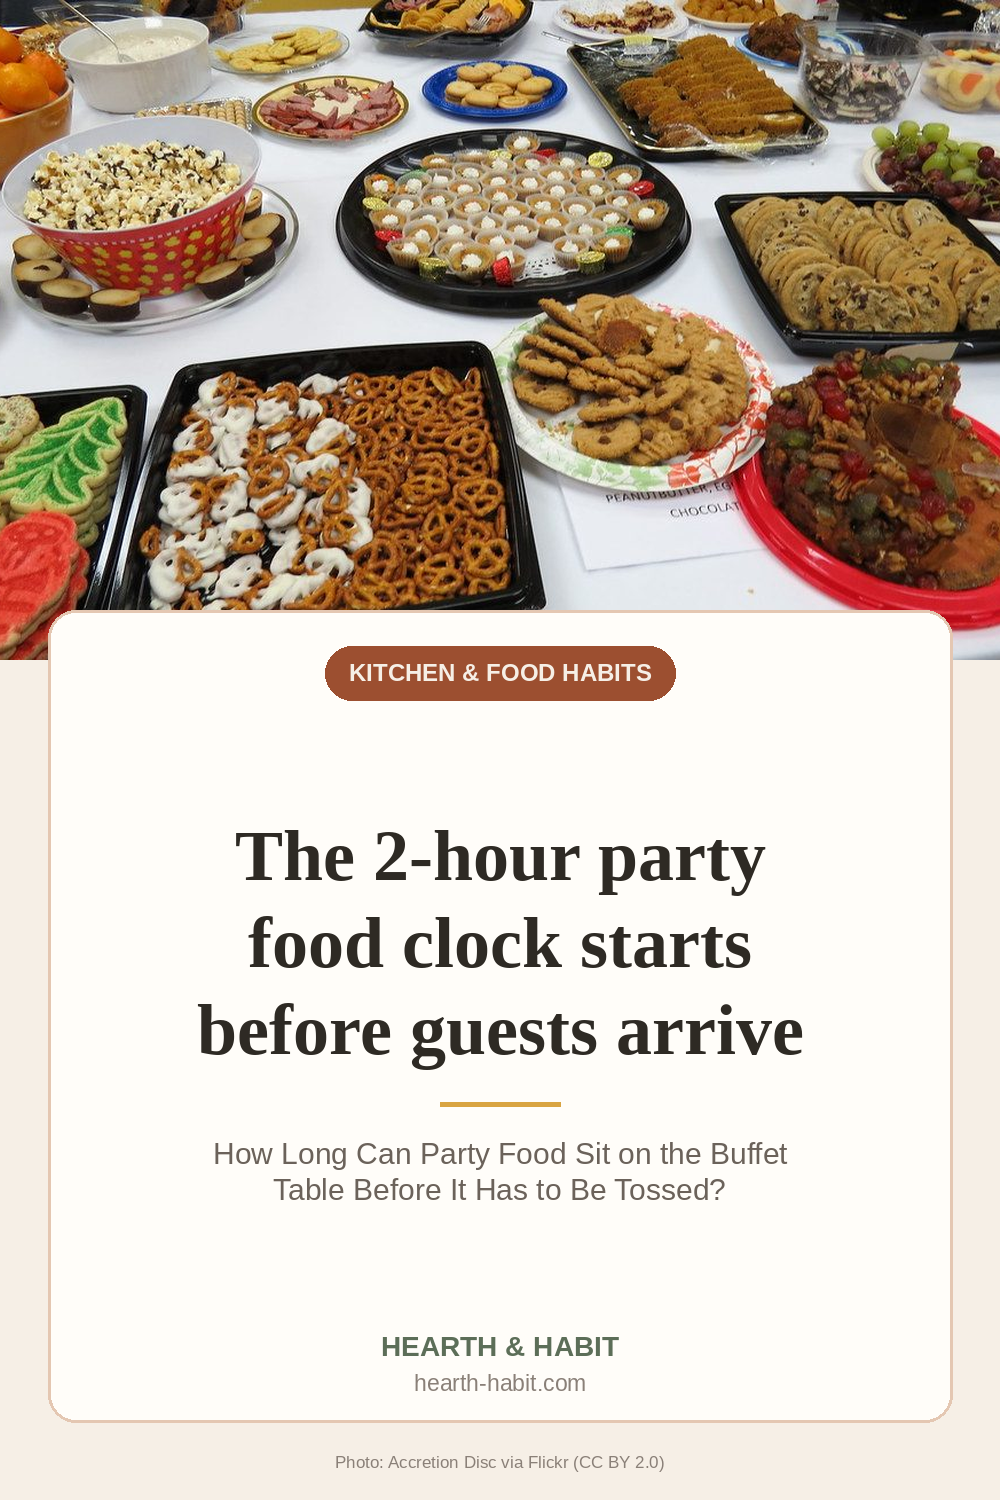 PEANUTBUTTER,
CHOCOLAT
KITCHEN & FOOD HABITS
The 2-hour party
food clock starts
before guests arrive
How Long Can Party Food Sit on the Buffet
Table Before It Has to Be Tossed?
HEARTH & HABIT
hearth-habit.com
Photo: Accretion Disc via Flickr (CC BY 2.0)